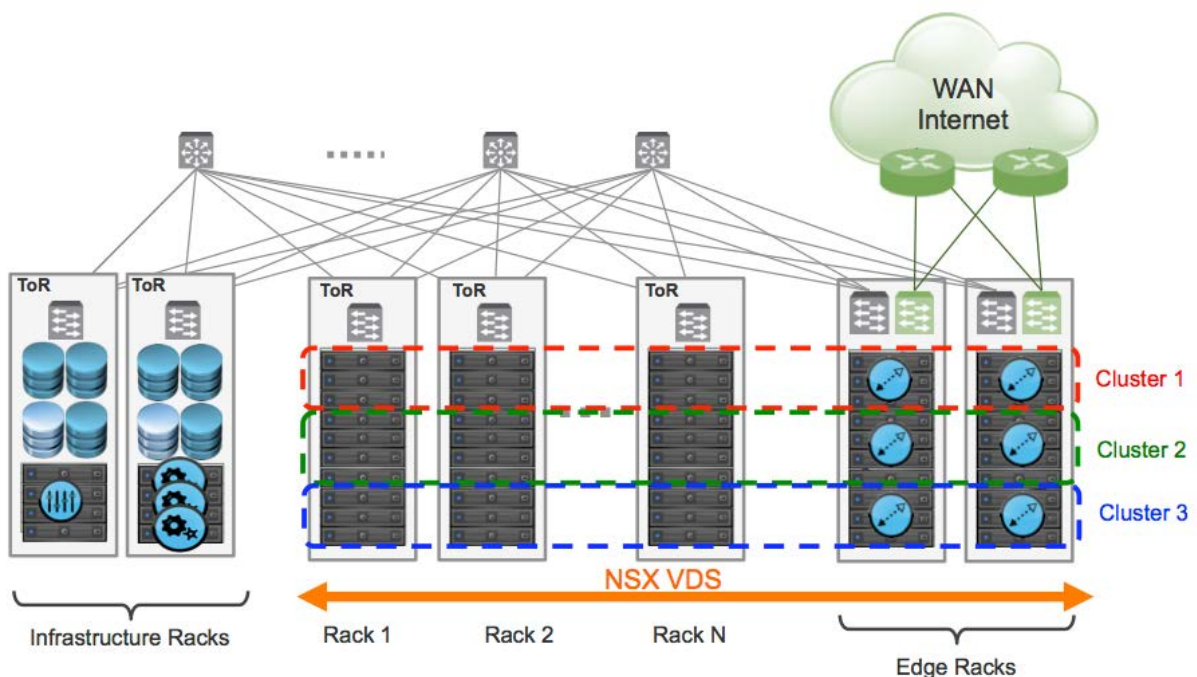 WAN
Internet
ToR
ToR
ToR
ToR
ToR
Cluster 1
Cluster 2
Cluster 3
NSX VDS
Infrastructure Racks
Rack 1
Rack 2
Rack N
Edge Racks